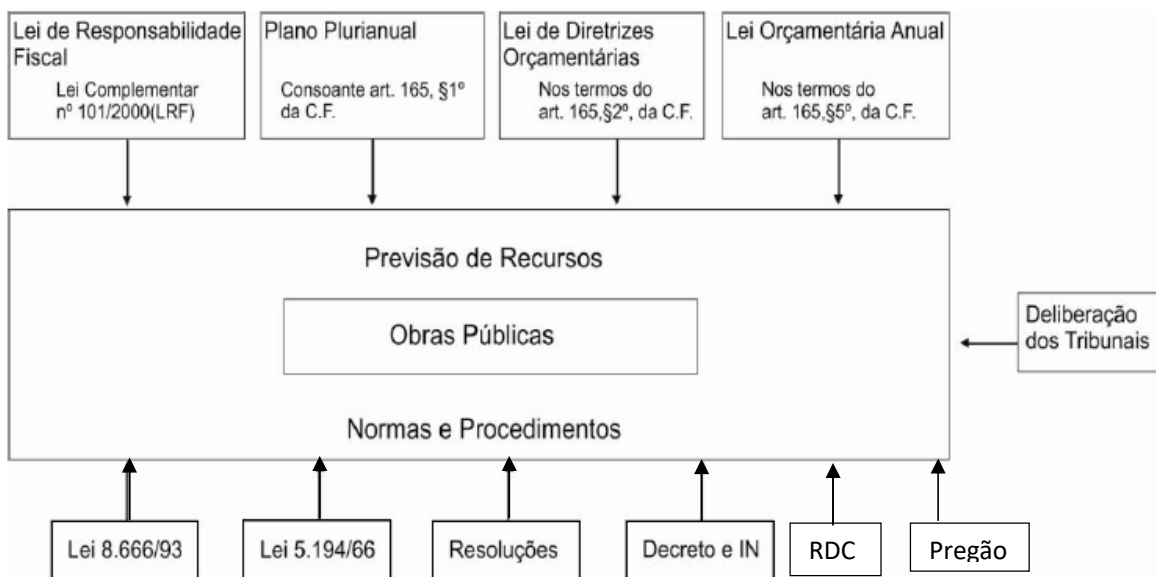 Lei de Responsabilidade
Fiscal
Lei Complementar
nº 101/2000(LRF)
Plano Plurianual
Consoante art. 165, §1º
da C.F.
Lei de Diretrizes
Orçamentárias
Nos termos do
art. 165,§2º, da C.F.
Lei Orçamentária Anual
Nos termos do
art. 165,§5º, da C.F.
Previsão de Recursos
Obras Públicas
Normas e Procedimentos
Deliberação
dos Tribunais
Lei 8.666/93
Lei 5.194/66
Resoluções
Decreto e IN
RDC
Pregão